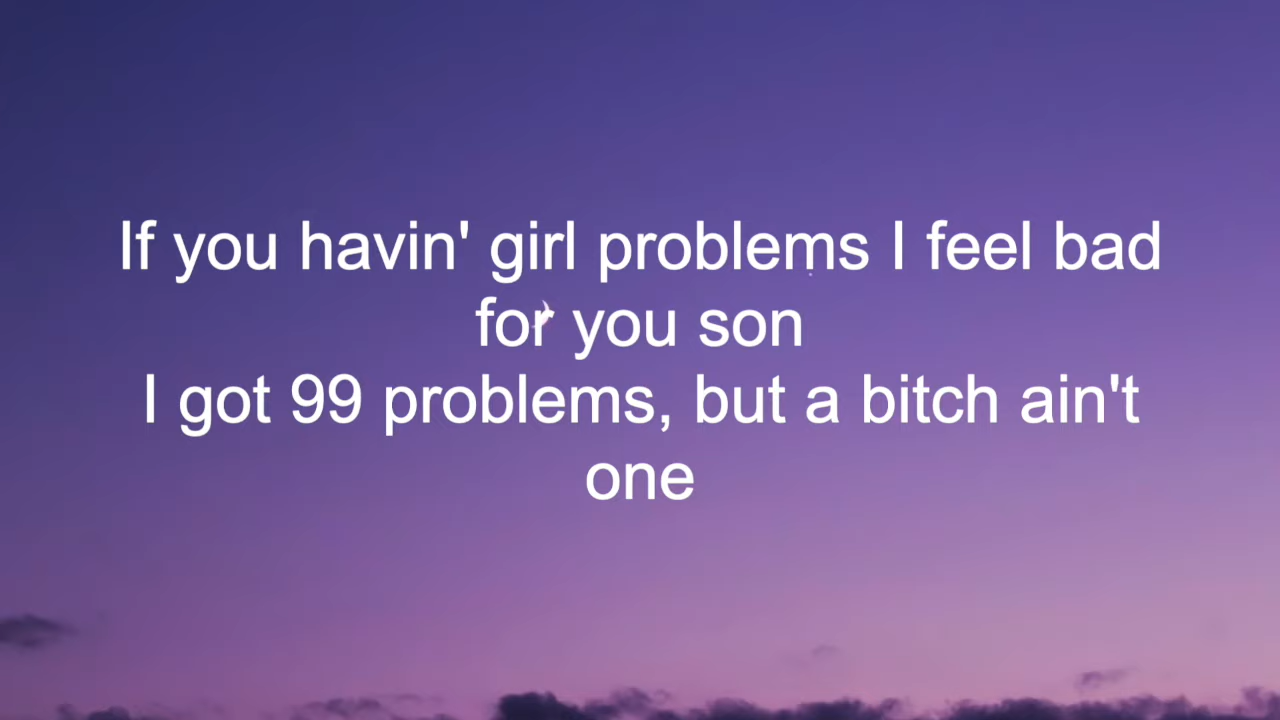 If you havin' girl problems I feel bad
for you son
I got 99 problems, but a bitch ain't
one